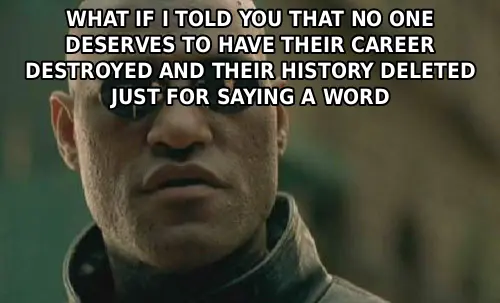 WHAT IF I TOLD YOU THAT NO ONE
DESERVES TO HAVE THEIR CAREER
DESTROYED AND THEIR HISTORY DELETED
JUST FOR SAYING A WORD